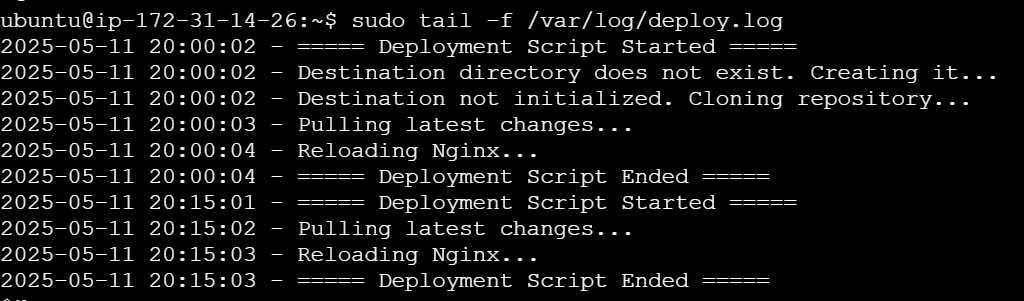 ubuntu@ip-172-31-14-26:~$ sudo tail -f /var/log/deploy.log
2025-05-11 20:00:02 - ===== Deployment Script Started =====
2025-05-11 20:00:02 - Destination directory does not exist. Creating it...
2025-05-11 20:00:02 - Destination not initialized. Cloning repository...
2025-05-11 20:00:03 - Pulling latest changes...
2025-05-11 20:00:04 - Reloading Nginx...
2025-05-11 20:00:04 - ===== Deployment Script Ended =====
2025-05-11 20:15:01 - ===== Deployment Script Started =====
2025-05-11 20:15:02 - Pulling latest changes...
2025-05-11 20:15:03 - Reloading Nginx...
2025-05-11 20:15:03 - ===== Deployment Script Ended =====